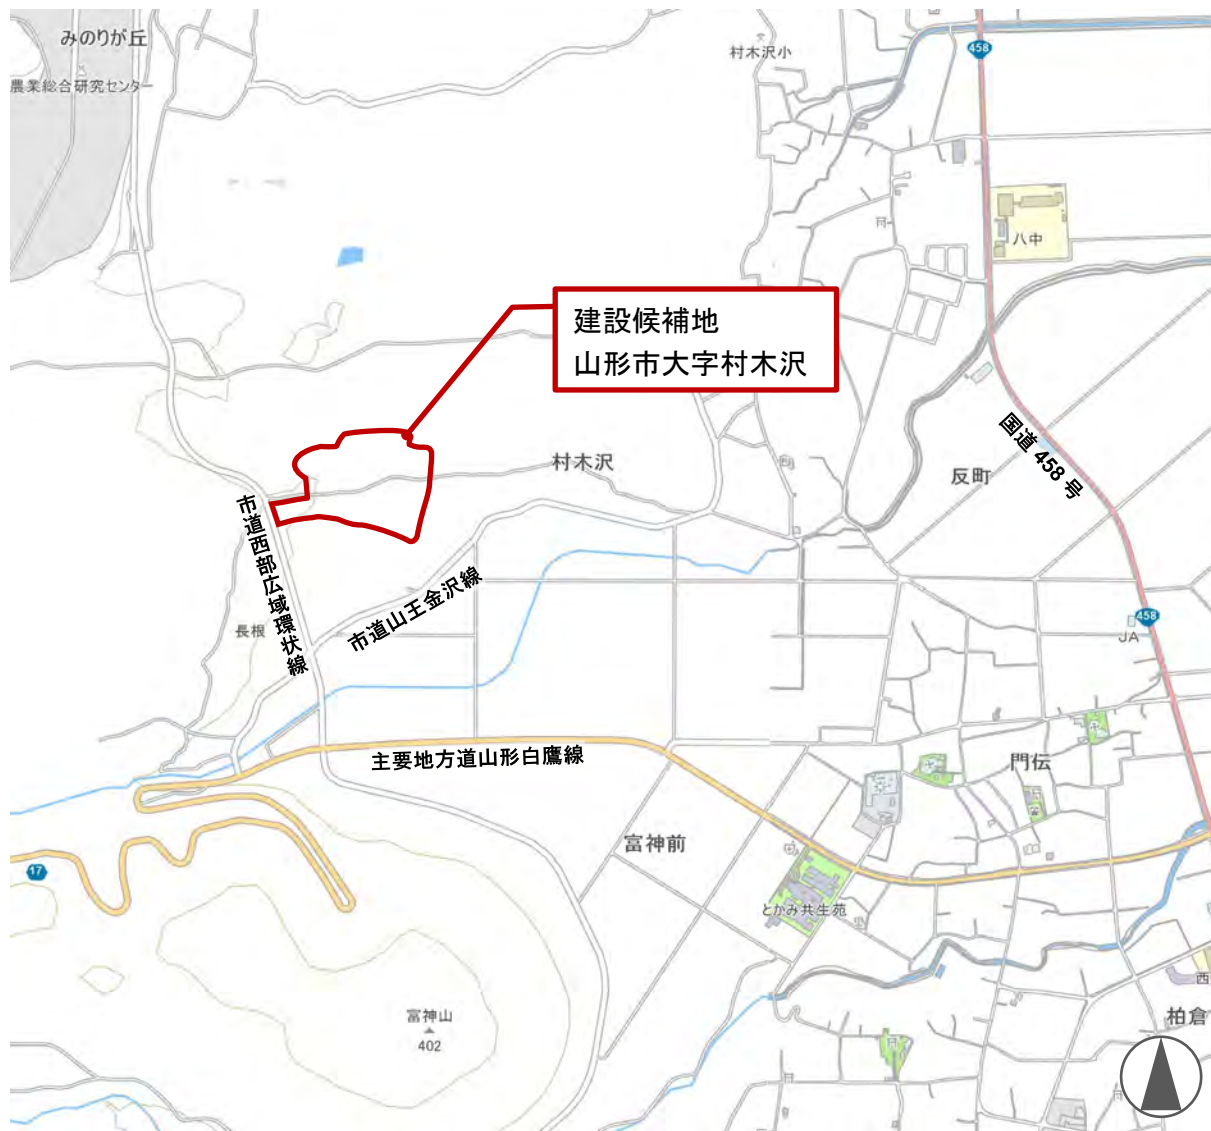 みのりが丘
農業総合研究センター
村木沢小
458
八中
建設候補地
山形市大字村木沢
村木沢
反町
国道 458 号
市道西部広域環状線
市道山王金沢線
長根
458
JA
主要地方道山形白鷹線
門伝
富神前
17
とかみ共生苑
西
柏倉
富神山
402